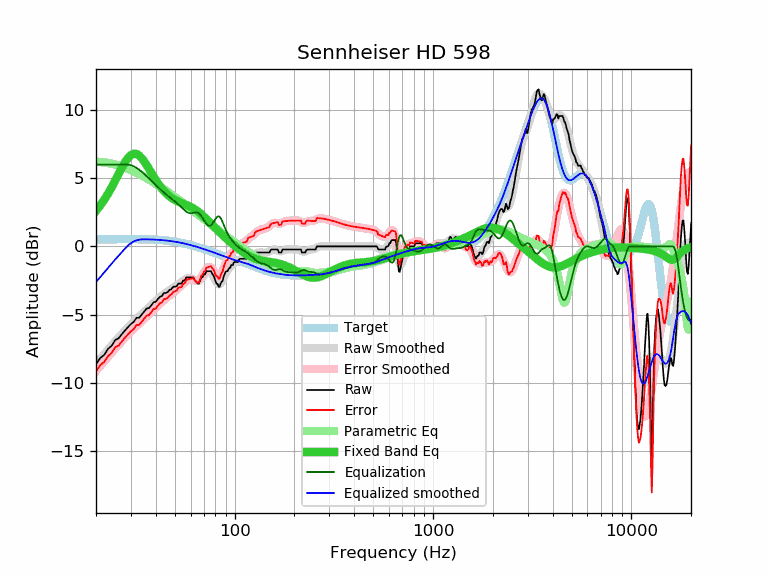 Sennheiser HD 598
Amplitude (dBr)
10
5
0
−5
−10
−15
Target
Raw Smoothed
Error Smoothed
Raw
Error
Parametric Eq
Fixed Band Eq
Equalization
Equalized smoothed
100
1000
10000
Frequency (Hz)